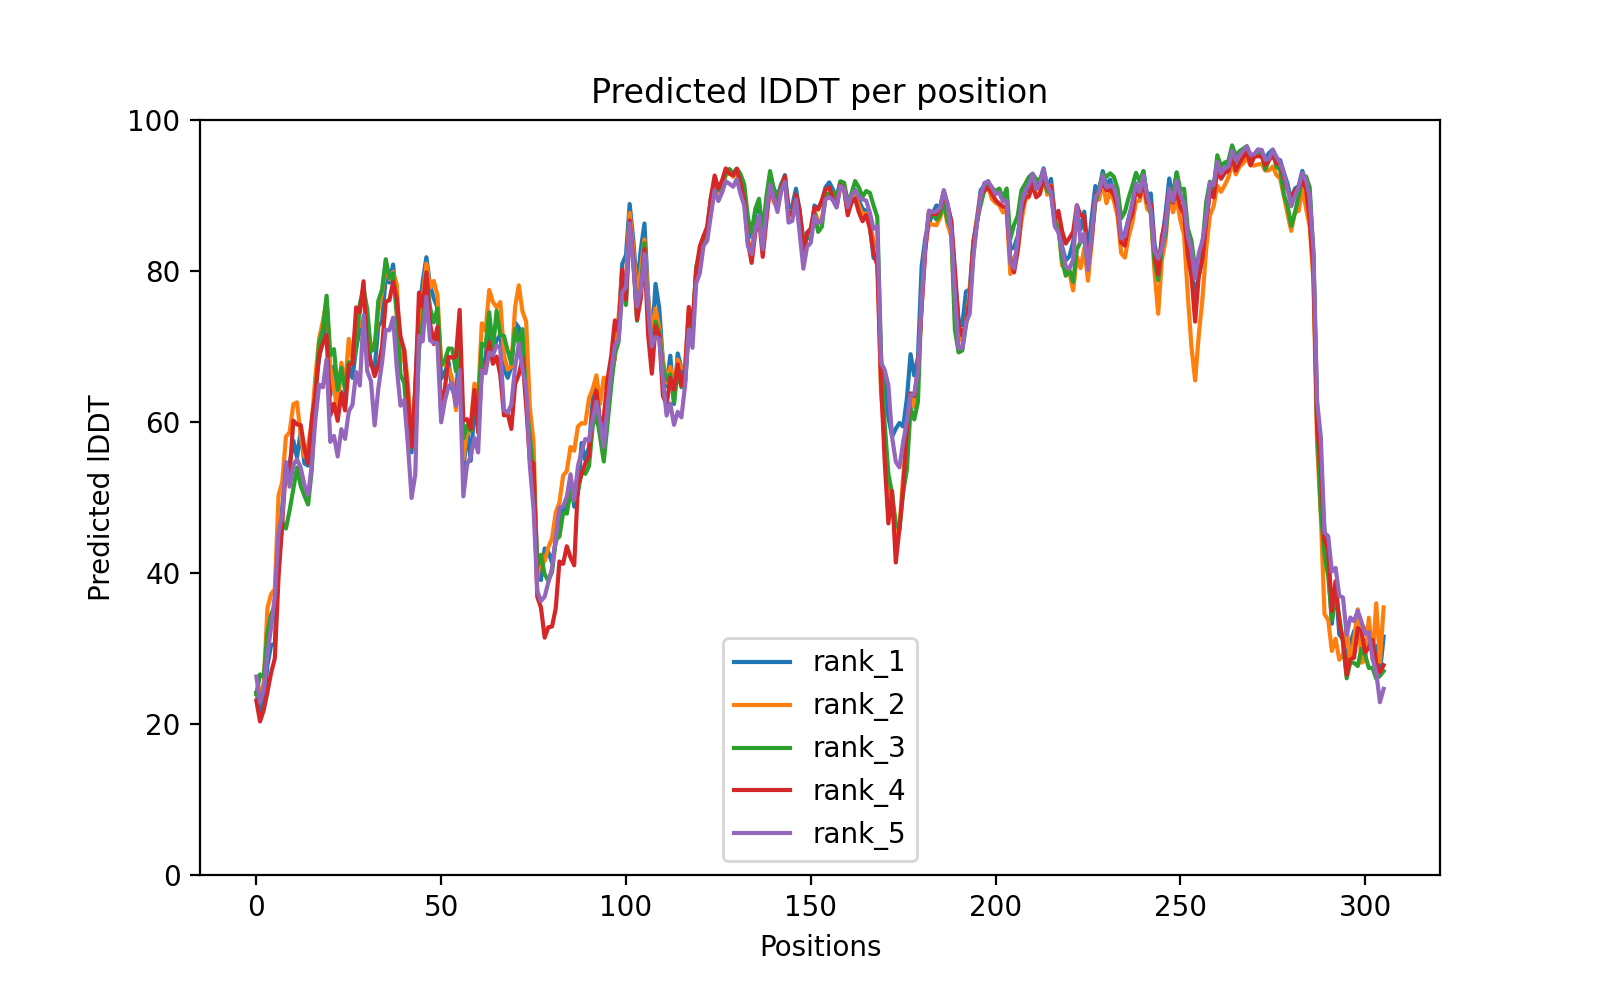 Predicted lDDT per position
Predicted lDDT
100
80
60
40
20
0
rank_1
rank_2
rank_3
rank_4
rank_5
0 50 100 150 200 250 300
Positions